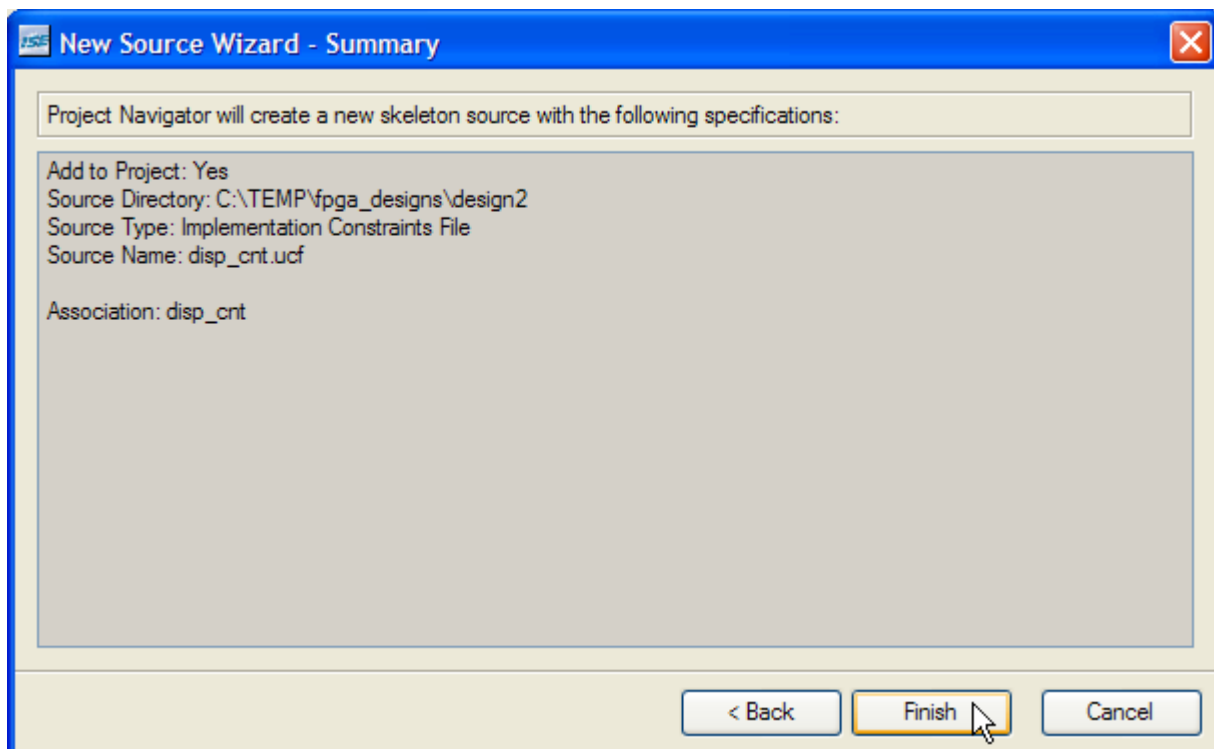 ISE New Source Wizard - Summary
Project Navigator will create a new skeleton source with the following specifications:
Add to Project: Yes
Source Directory: C:\TEMP\fpga_designs\design2
Source Type: Implementation Constraints File
Source Name: disp_cnt.ucf
Association: disp_cnt
< Back Finish Cancel